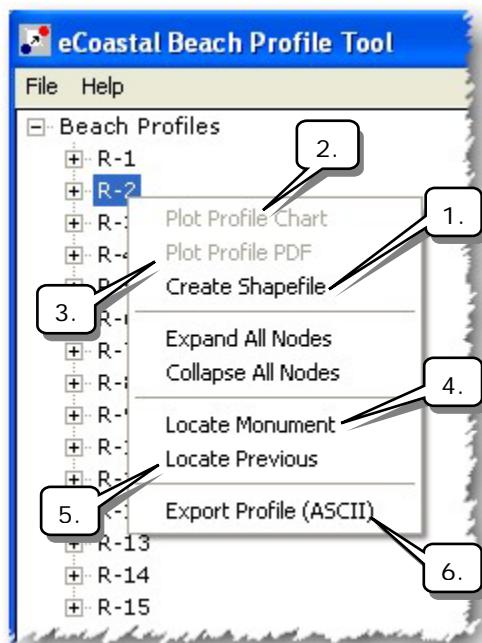 eCoastal Beach Profile Tool
File Help
Beach Profiles
R-1
R-2
Plot Profile Chart
Plot Profile PDF
Create Shapefile
Expand All Nodes
Collapse All Nodes
Locate Monument
Locate Previous
Export Profile (ASCII)
R-13
R-14
R-15
1.
2.
3.
4.
5.
6.